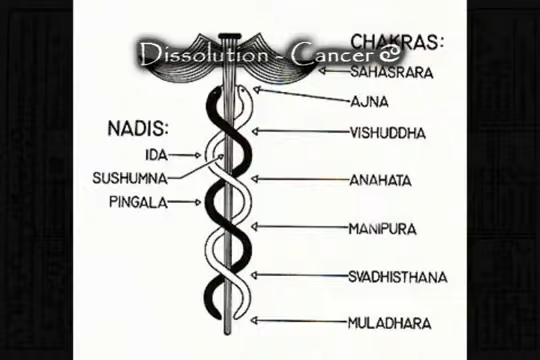 Dissolution - Cancer ♋
CHAKRAS:
SAHASRARA
AJNA
VISHUDDHA
ANAHATA
MANIPURA
SVADHISTHANA
MULADHARA
NADIS:
IDA
SUSHUMNA
PINGALA